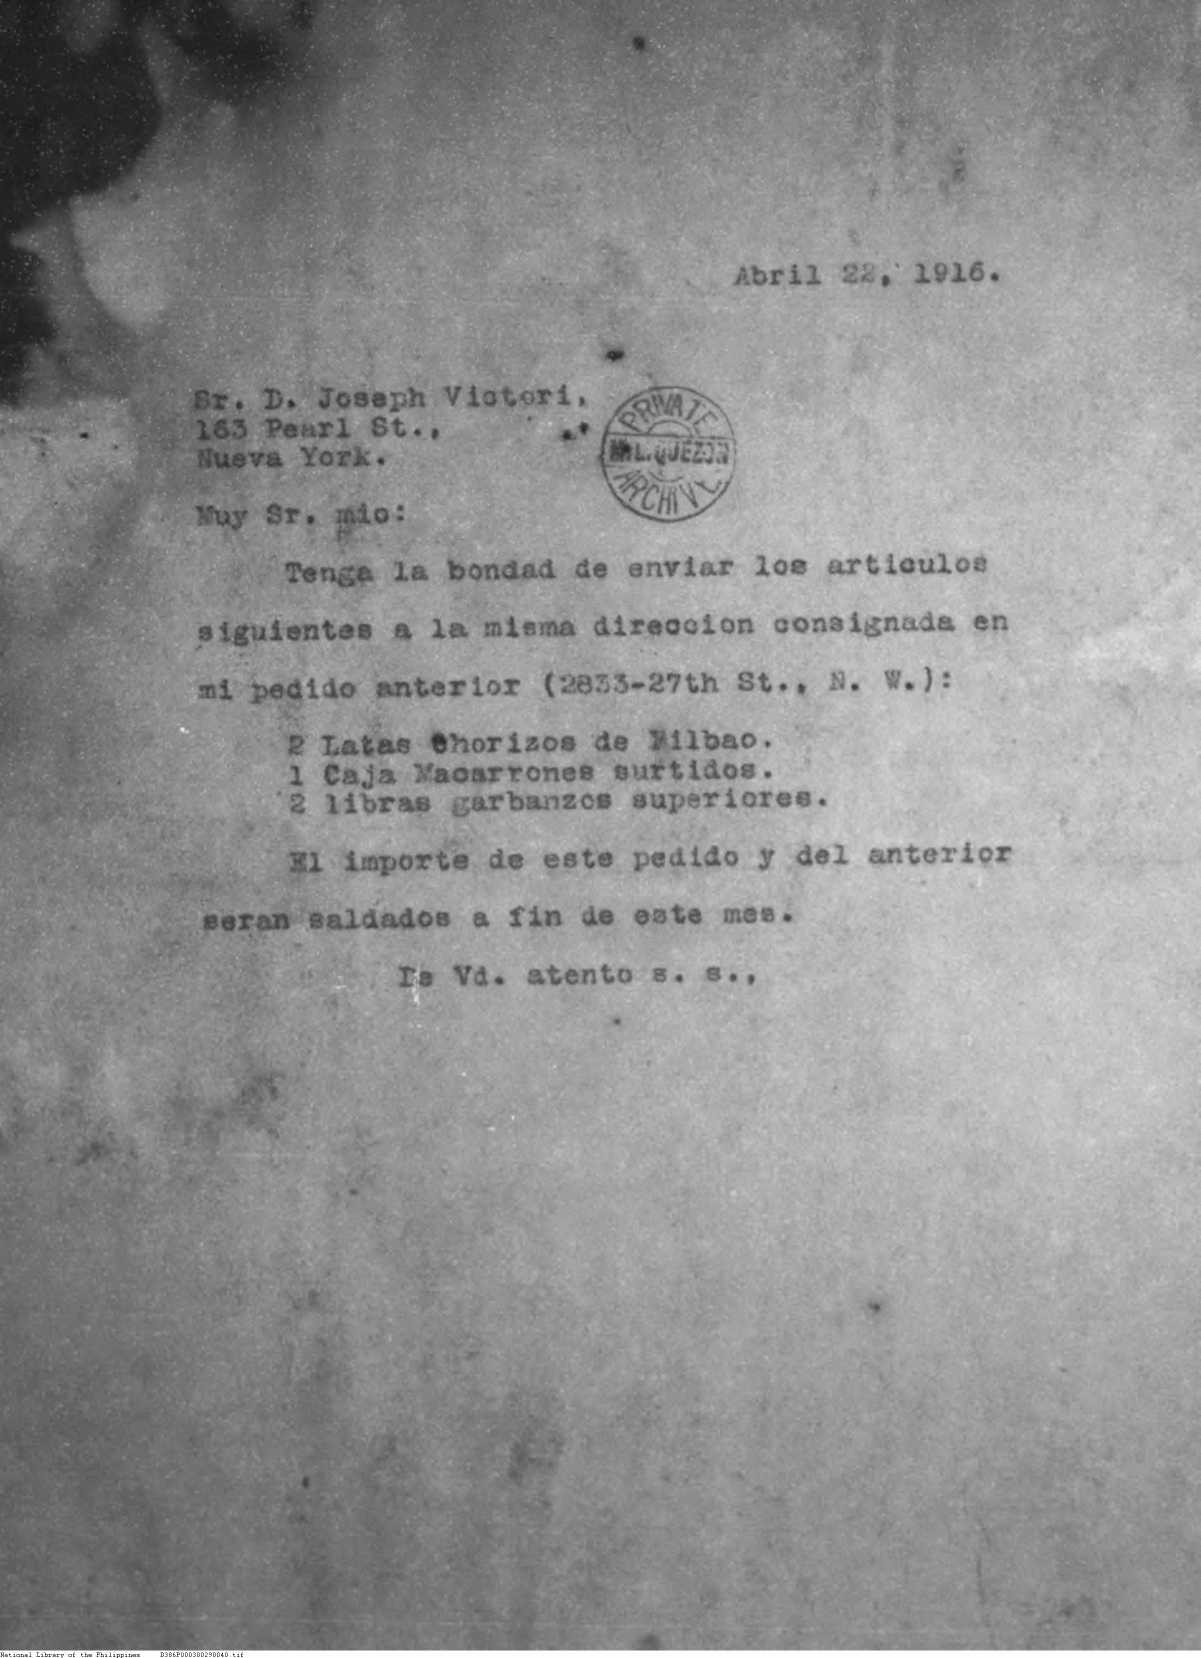 Abril 22, 1916.
Sr. D. Joseph Victori,
163 Pearl St.,
Nueva York.
PRIVATE
M.L.QUEZON
ARCHIVE
Muy Sr. mio:
Tenga la bondad de enviar los articulos
siguientes a la misma direccion consignada en
mi pedido anterior (2833-27th St., N. W.):
2 Latas Chorizos de Bilbao.
1 Caja Macarrones surtidos.
2 libras garbanzos superiores.
El importe de este pedido y del anterior
seran saldados a fin de este mes.
De Vd. atento s. s.,
National Library of the Philippines D386P000380298040.tif